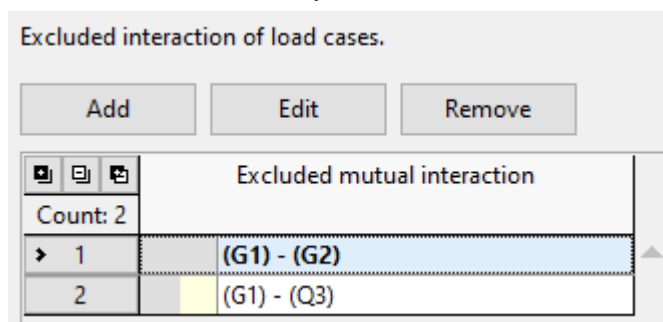 Excluded interaction of load cases.
Add Edit Remove
Excluded mutual interaction
Count: 2
1 (G1) - (G2)
2 (G1) - (Q3)